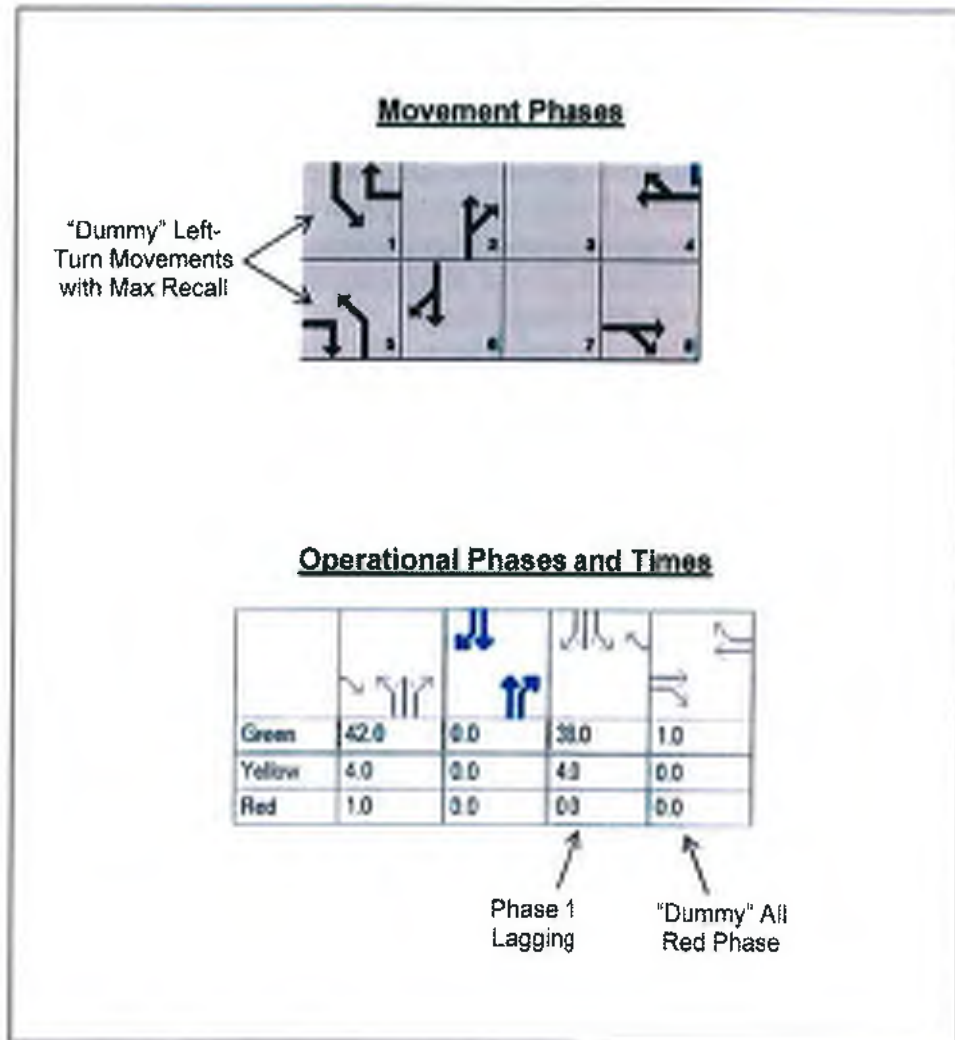 Movement Phases
"Dummy" Left-
Turn Movements
with Max Recall
1 2 3 4
5 6 7 8
Operational Phases and Times
Green 42.0 0.0 38.0 1.0
Yellow 4.0 0.0 4.0 0.0
Red 1.0 0.0 0.0 0.0
Phase 1
Lagging
"Dummy" All
Red Phase